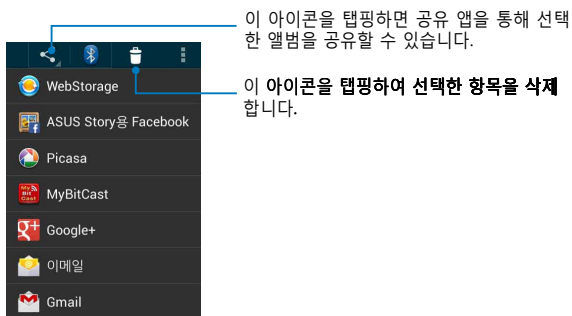 이 아이콘을 탭핑하면 공유 앱을 통해 선택
한 앨범을 공유할 수 있습니다.
이 아이콘을 탭핑하여 선택한 항목을 삭제
합니다.
WebStorage
ASUS Story용 Facebook
Picasa
My
Bit
Cast
MyBitCast
Google+
이메일
Gmail